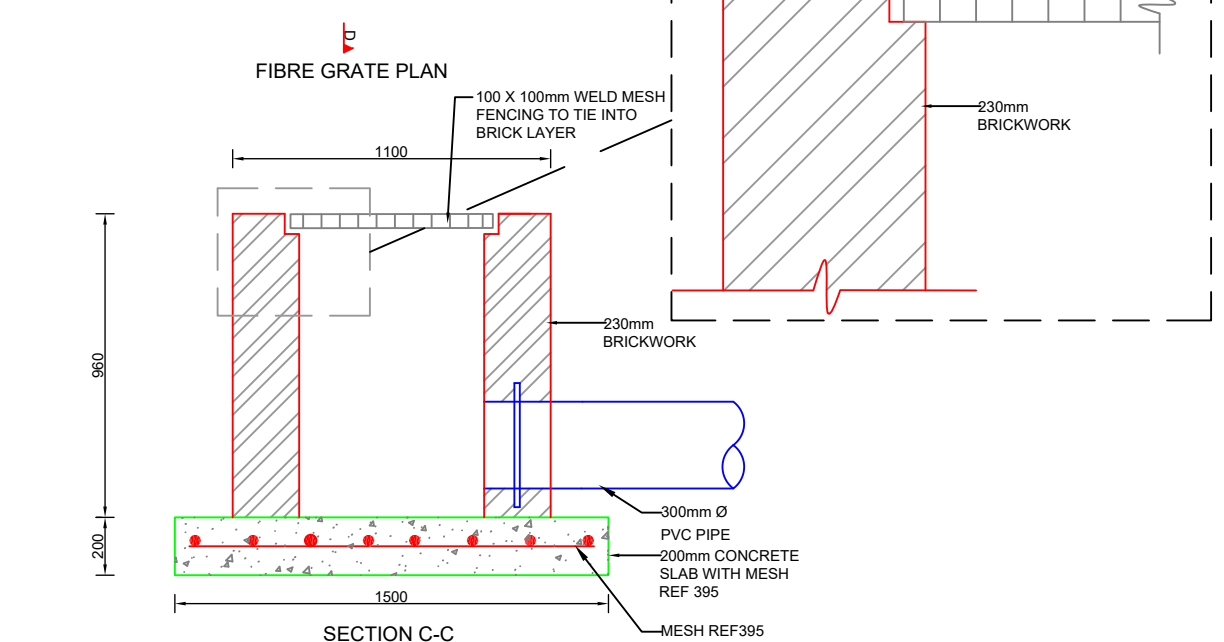 D
FIBRE GRATE PLAN
100 X 100mm WELD MESH
FENCING TO TIE INTO
BRICK LAYER
230mm
BRICKWORK
1100
960
230mm
BRICKWORK
300mm Ø
PVC PIPE
200
200mm CONCRETE
SLAB WITH MESH
REF 395
1500
MESH REF395
SECTION C-C